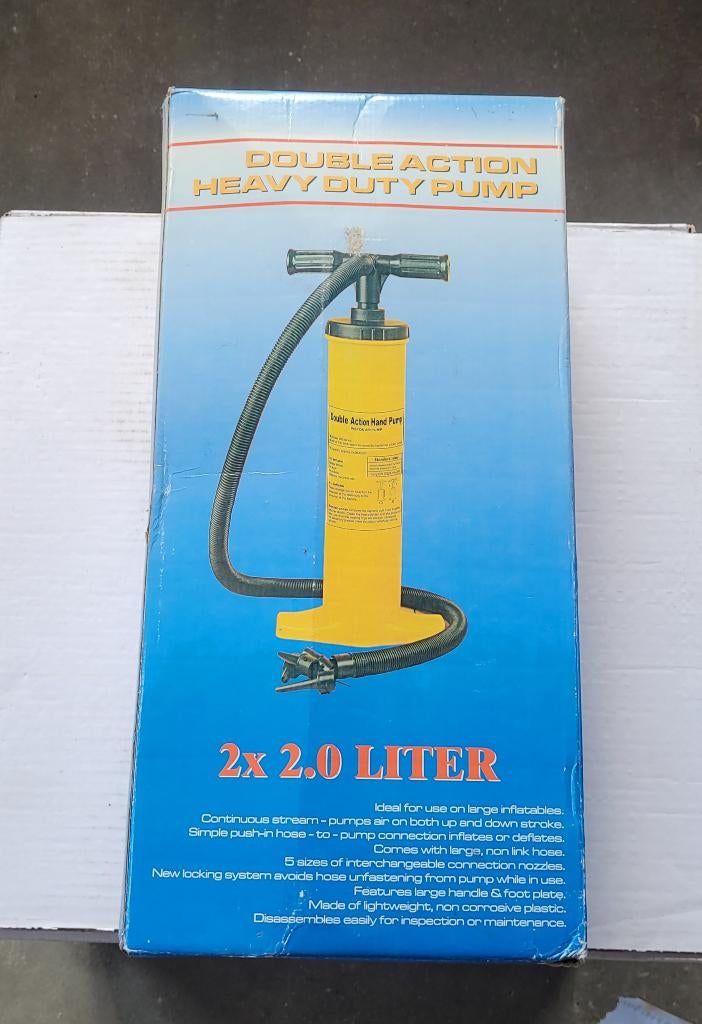 DOUBLE ACTION
HEAVY DUTY PUMP
Double Action Hand Pump
2x 2.0 LITER
Ideal for use on large inflatables.
Continuous stream - pumps air on both up and down stroke.
Simple push-in hose - to - pump connection inflates or deflates.
Comes with large, non link hose.
5 sizes of interchangeable connection nozzles.
New locking system avoids hose unfastening from pump while in use.
Features large handle & foot plate.
Made of lightweight, non corrosive plastic.
Disassembles easily for inspection or maintenance.